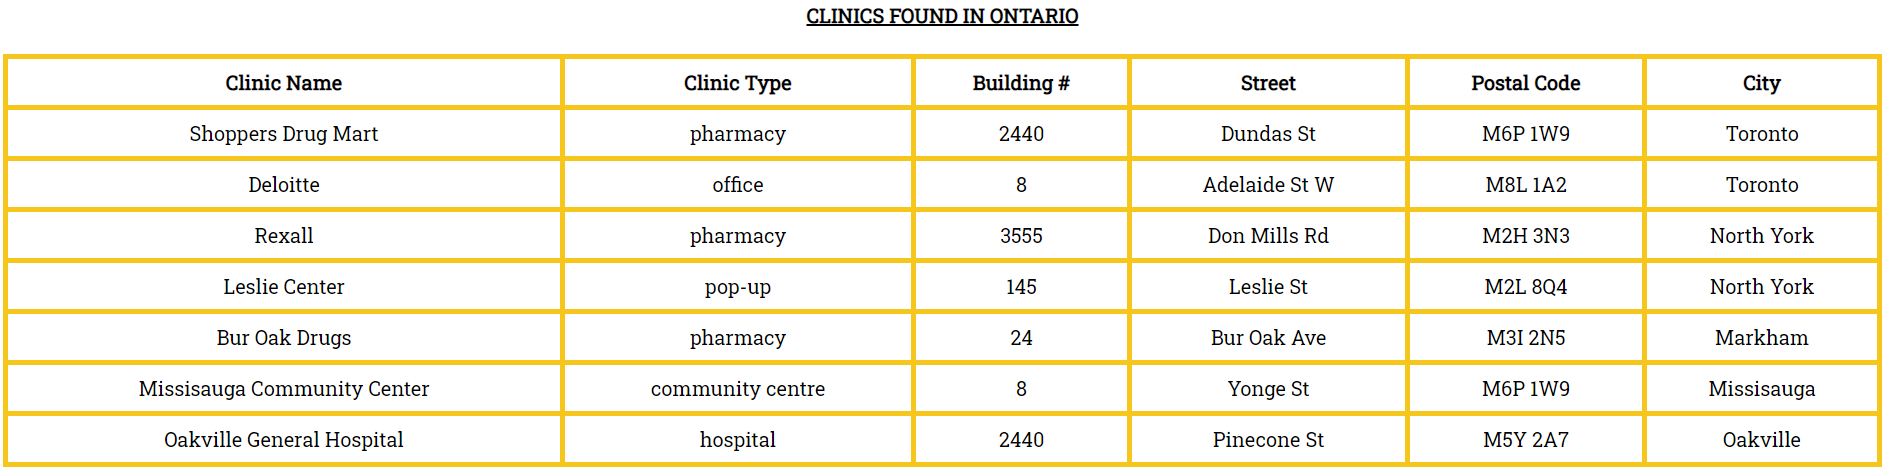 CLINICS FOUND IN ONTARIO
Clinic Name Clinic Type Building # Street Postal Code City
Shoppers Drug Mart pharmacy 2440 Dundas St M6P 1W9 Toronto
Deloitte office 8 Adelaide St W M8L 1A2 Toronto
Rexall pharmacy 3555 Don Mills Rd M2H 3N3 North York
Leslie Center pop-up 145 Leslie St M2L 8Q4 North York
Bur Oak Drugs pharmacy 24 Bur Oak Ave M3I 2N5 Markham
Missisauga Community Center community centre 8 Yonge St M6P 1W9 Missisauga
Oakville General Hospital hospital 2440 Pinecone St M5Y 2A7 Oakville